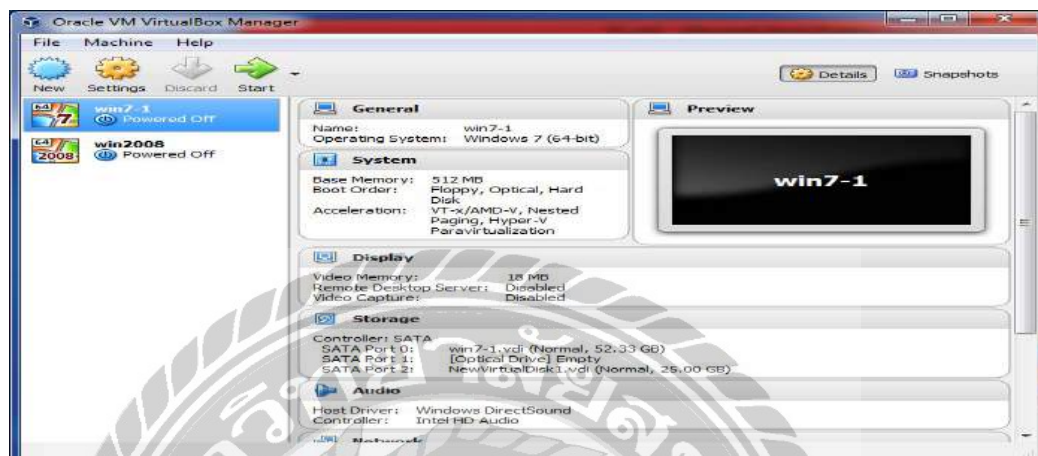 Oracle VM VirtualBox Manager
File Machine Help
New Settings Discard Start
Details Snapshots
win7-1
Powered Off
win2008
Powered Off
General
Name: win7-1
Operating System: Windows 7 (64-bit)
System
Base Memory: 512 MB
Boot Order: Floppy, Optical, Hard
Disk
Acceleration: VT-x/AMD-V, Nested
Paging, Hyper-V
Paravirtualization
Preview
win7-1
Display
Video Memory: 18 MB
Remote Desktop Server: Disabled
Video Capture: Disabled
Storage
Controller: SATA
SATA Port 0: win7-1.vdi (Normal, 52.33 GB)
SATA Port 1: [Optical Drive] Empty
SATA Port 2: NewVirtualDisk1.vdi (Normal, 25.00 GB)
Audio
Host Driver: Windows DirectSound
Controller: Intel HD Audio
Network